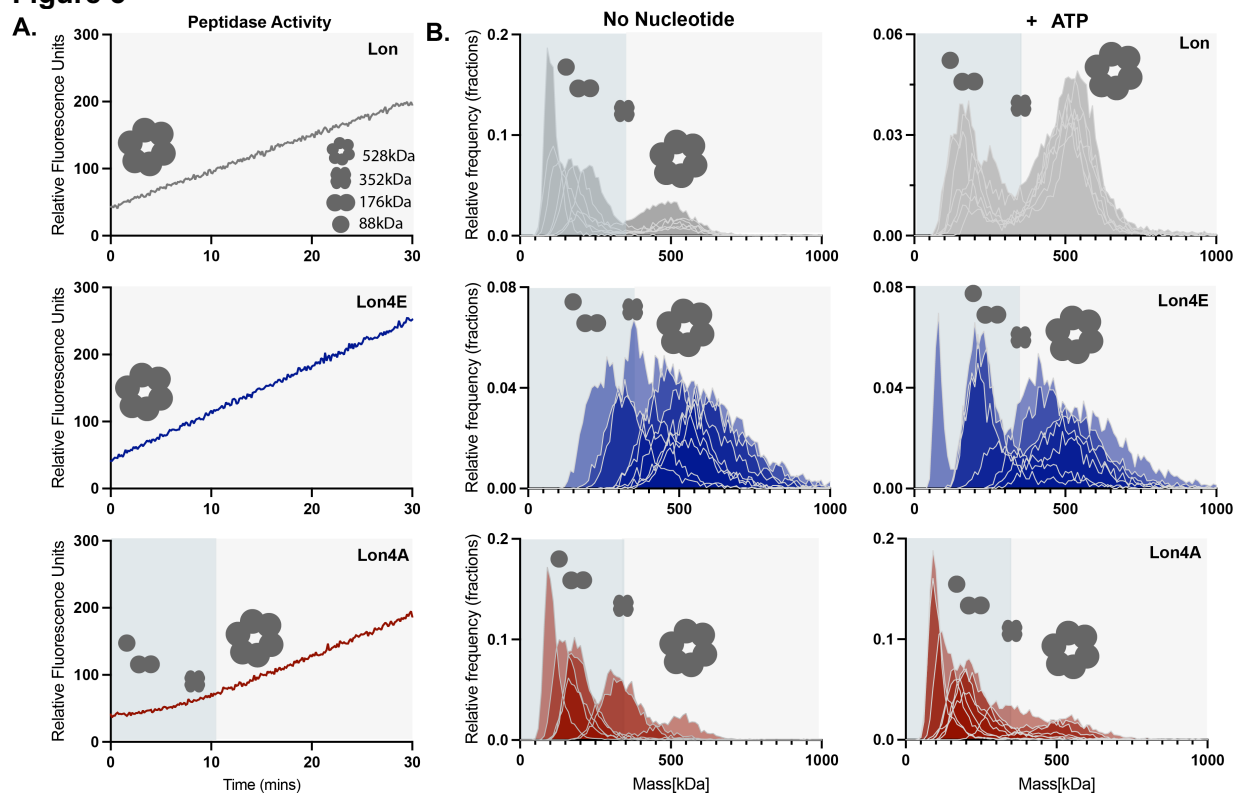 A.
Peptidase Activity
Relative Fluorescence Units
300
200
100
0
0
10
20
30
Lon
528kDa
352kDa
176kDa
88kDa
Relative Fluorescence Units
300
200
100
0
0
10
20
30
Lon4E
Relative Fluorescence Units
300
200
100
0
0
10
20
30
Lon4A
Time (mins)
B.
No Nucleotide
Relative frequency (fractions)
0.2
0.1
0.0
0
500
1000
+ ATP
Lon
0.06
0.03
0.00
0
500
1000
Relative frequency (fractions)
0.08
0.04
0.00
0
500
1000
Lon4E
0.08
0.04
0.00
0
500
1000
Relative frequency (fractions)
0.2
0.1
0.0
0
500
1000
Mass[kDa]
Lon4A
0.2
0.1
0.0
0
500
1000
Mass[kDa]